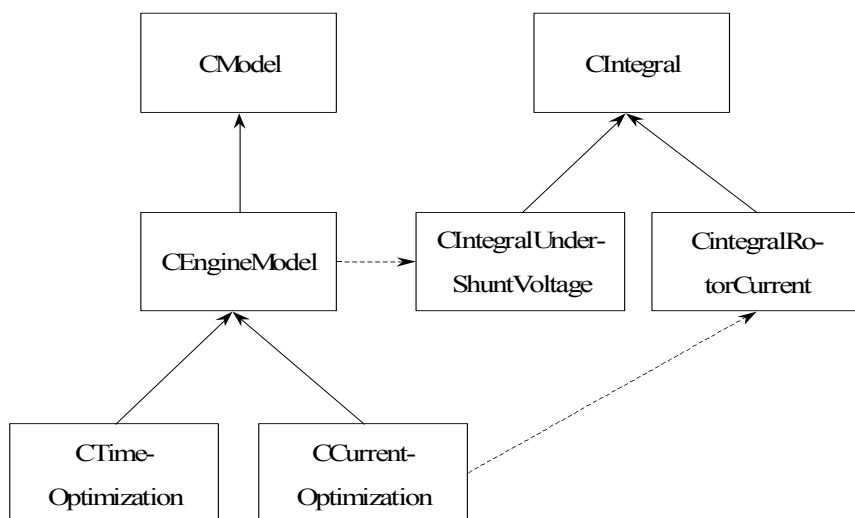 CModel
CIntegral
CEngineModel
CIntegralUnder-
ShuntVoltage
CintegralRo-
torCurrent
CTime-
Optimization
CCurrent-
Optimization